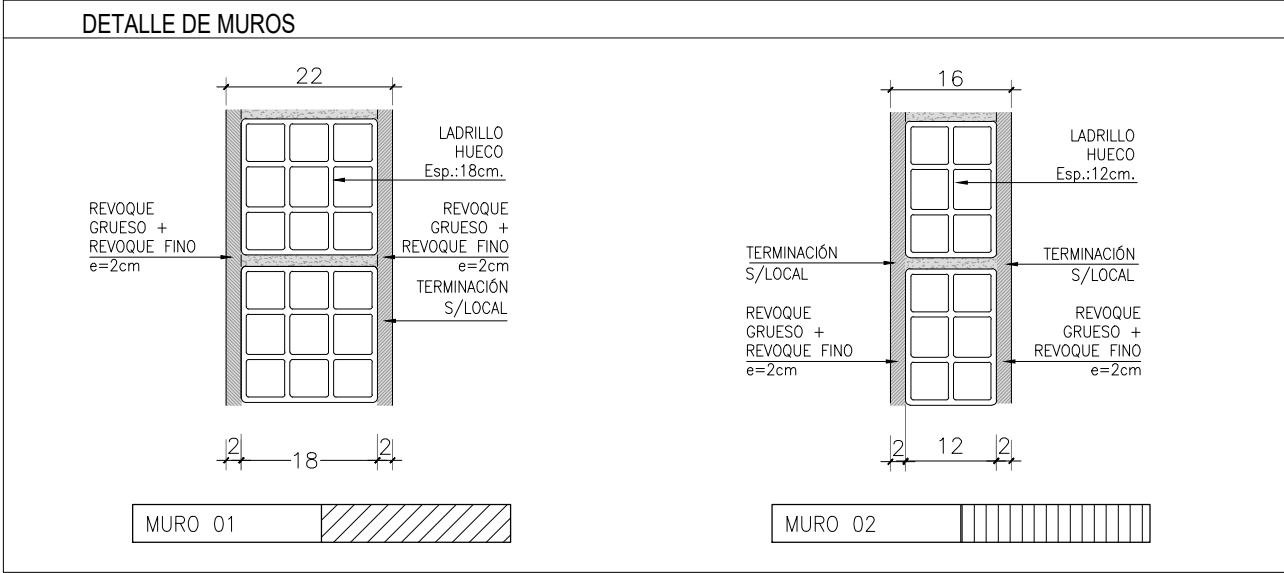 DETALLE DE MUROS
22
LADRILLO
HUECO
Esp.:18cm.
REVOQUE
GRUESO +
REVOQUE FINO
e=2cm
REVOQUE
GRUESO +
REVOQUE FINO
e=2cm
TERMINACIÓN
S/LOCAL
2
18
2
MURO 01
16
LADRILLO
HUECO
Esp.:12cm.
TERMINACIÓN
S/LOCAL
TERMINACIÓN
S/LOCAL
REVOQUE
GRUESO +
REVOQUE FINO
e=2cm
REVOQUE
GRUESO +
REVOQUE FINO
e=2cm
2
12
2
MURO 02